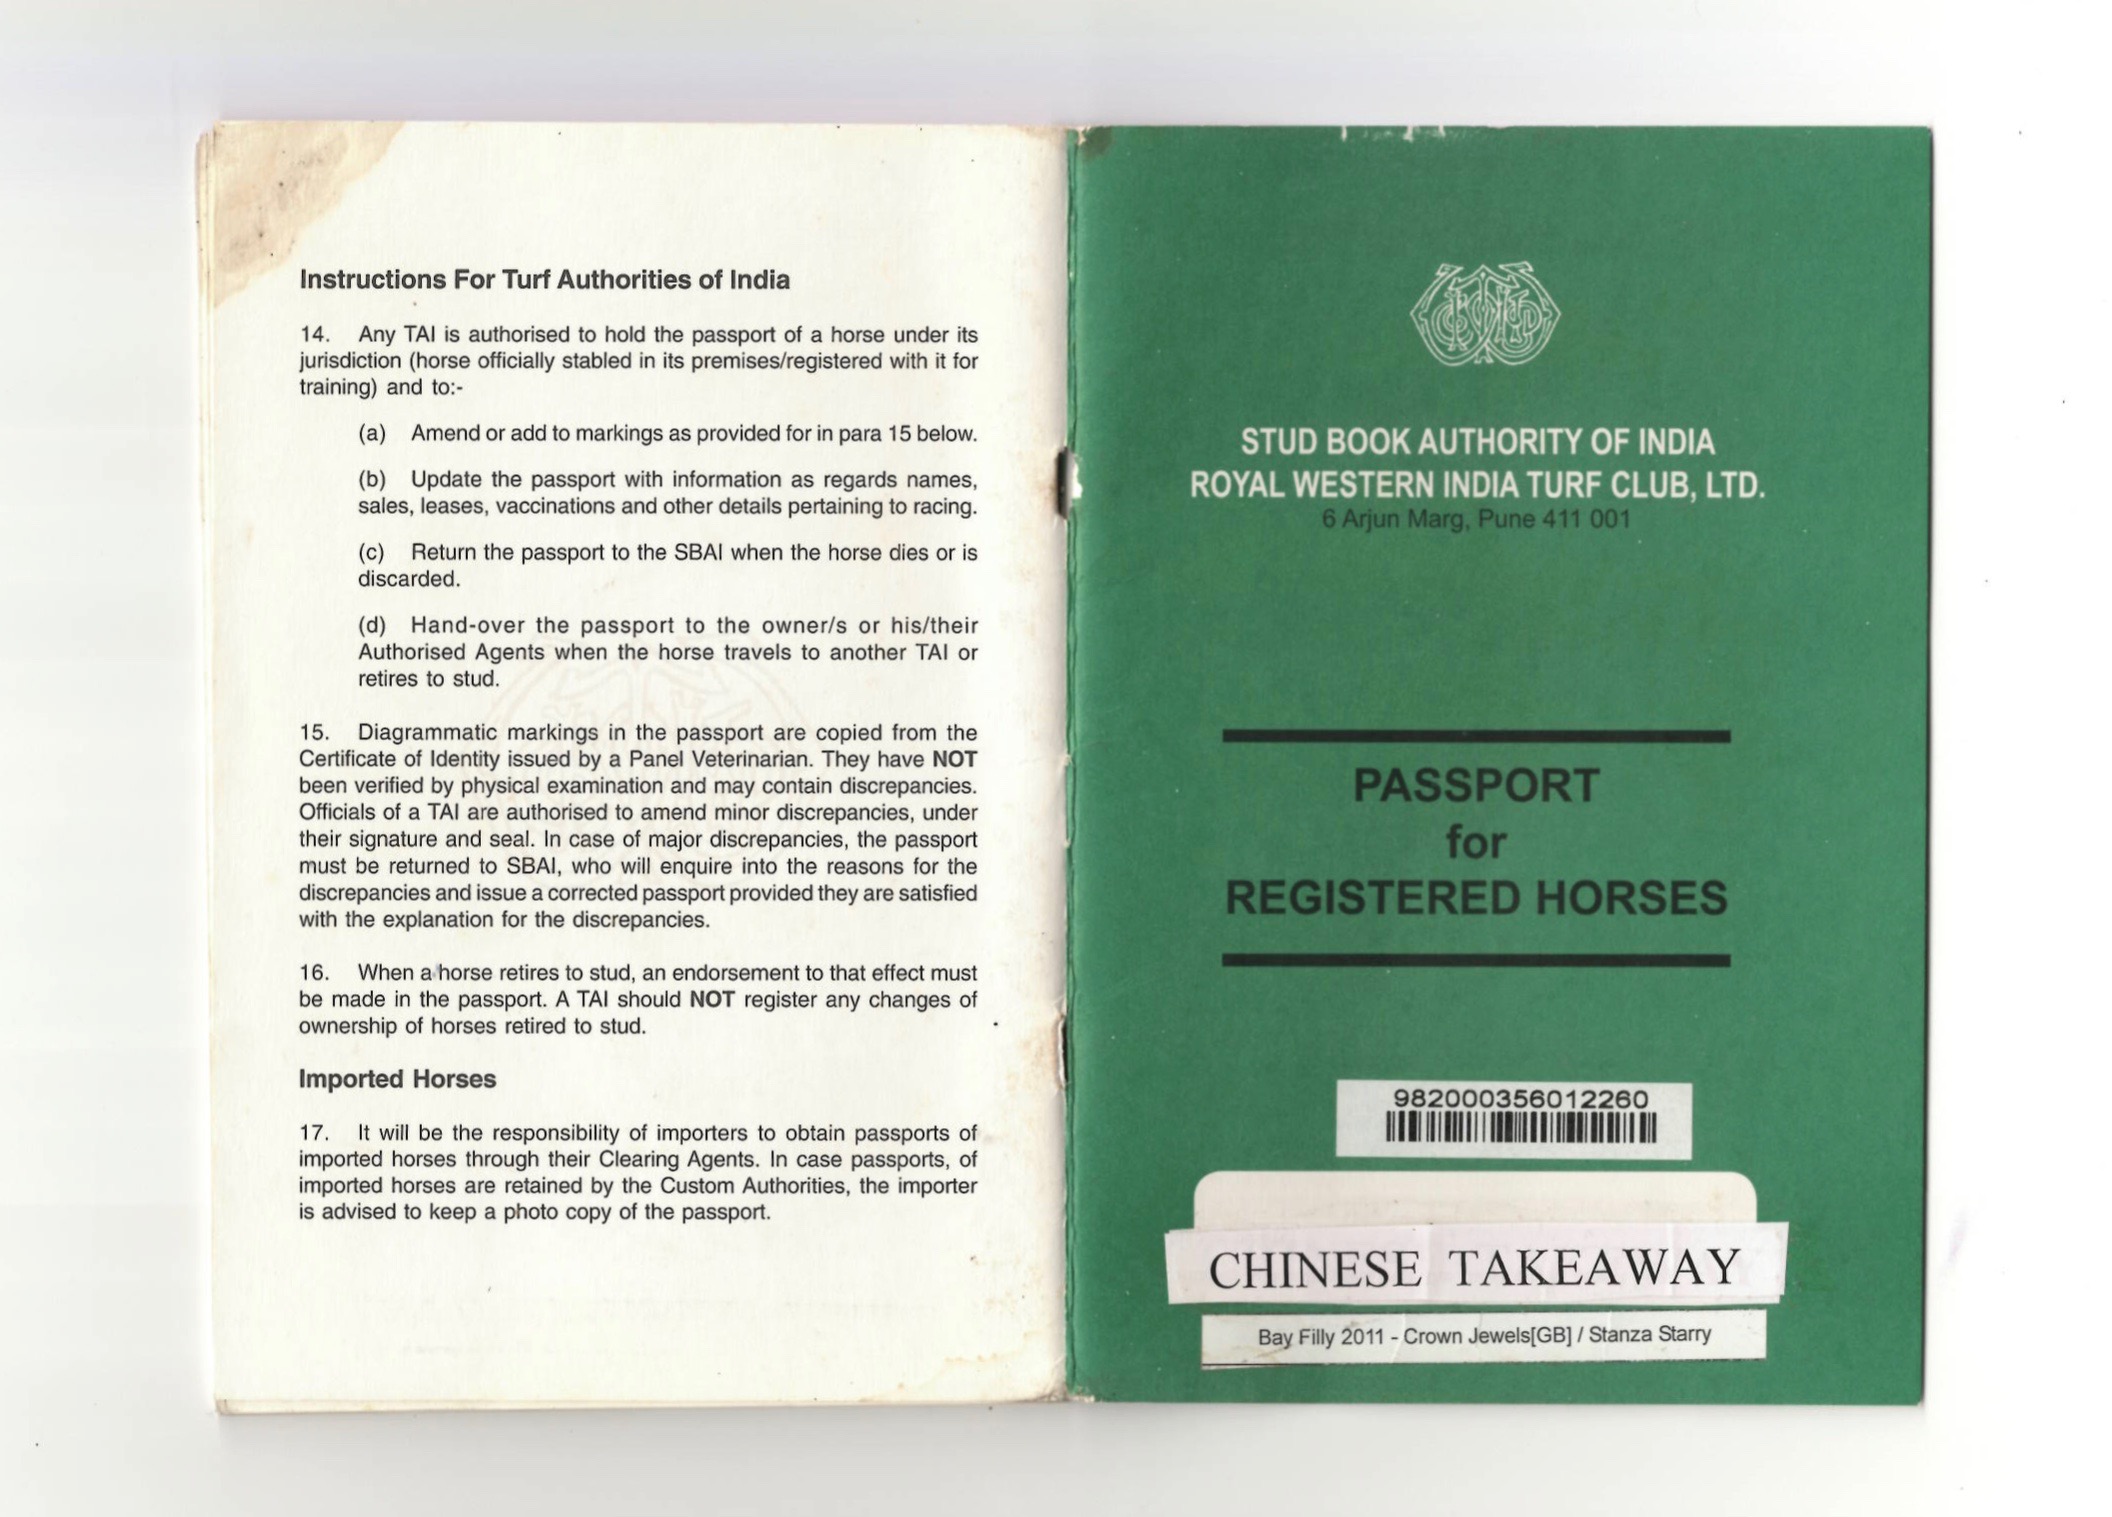 Instructions For Turf Authorities of India
14. Any TAI is authorised to hold the passport of a horse under its
jurisdiction (horse officially stabled in its premises/registered with it for
training) and to:-
(a) Amend or add to markings as provided for in para 15 below.
(b) Update the passport with information as regards names,
sales, leases, vaccinations and other details pertaining to racing.
(c) Return the passport to the SBAI when the horse dies or is
discarded.
(d) Hand-over the passport to the owner/s or his/their
Authorised Agents when the horse travels to another TAI or
retires to stud.
15. Diagrammatic markings in the passport are copied from the
Certificate of Identity issued by a Panel Veterinarian. They have NOT
been verified by physical examination and may contain discrepancies.
Officials of a TAI are authorised to amend minor discrepancies, under
their signature and seal. In case of major discrepancies, the passport
must be returned to SBAI, who will enquire into the reasons for the
discrepancies and issue a corrected passport provided they are satisfied
with the explanation for the discrepancies.
16. When a horse retires to stud, an endorsement to that effect must
be made in the passport. A TAI should NOT register any changes of
ownership of horses retired to stud.
Imported Horses
17. It will be the responsibility of importers to obtain passports of
imported horses through their Clearing Agents. In case passports, of
imported horses are retained by the Custom Authorities, the importer
is advised to keep a photo copy of the passport.
STUD BOOK AUTHORITY OF INDIA
ROYAL WESTERN INDIA TURF CLUB, LTD.
6 Arjun Marg, Pune 411 001
PASSPORT
for
REGISTERED HORSES
982000356012260
CHINESE TAKEAWAY
Bay Filly 2011 - Crown Jewels[GB] / Stanza Starry